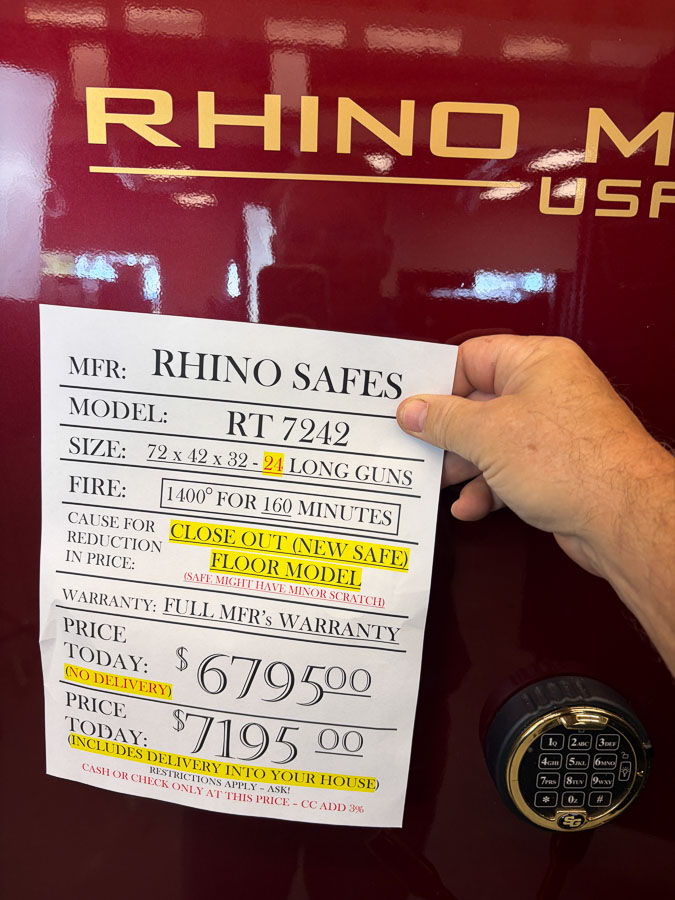 RHINO M
USA
MFR: RHINO SAFES
MODEL: RT 7242
SIZE: 72 x 42 x 32 - 24 LONG GUNS
FIRE: 1400° FOR 160 MINUTES
CAUSE FOR REDUCTION IN PRICE:
CLOSE OUT (NEW SAFE)
FLOOR MODEL
(SAFE MIGHT HAVE MINOR SCRATCH)
WARRANTY: FULL MFR's WARRANTY
PRICE
TODAY: $6795.00
(NO DELIVERY)
PRICE
TODAY: $7195 00
(INCLUDES DELIVERY INTO YOUR HOUSE)
RESTRICTIONS APPLY - ASK!
CASH OR CHECK ONLY AT THIS PRICE - CC ADD 3%
1Q 2ABC 3DEF
4GHI 5JKL 6MNO
7PRS 8TUV 9WXY
* 0Z #
SG